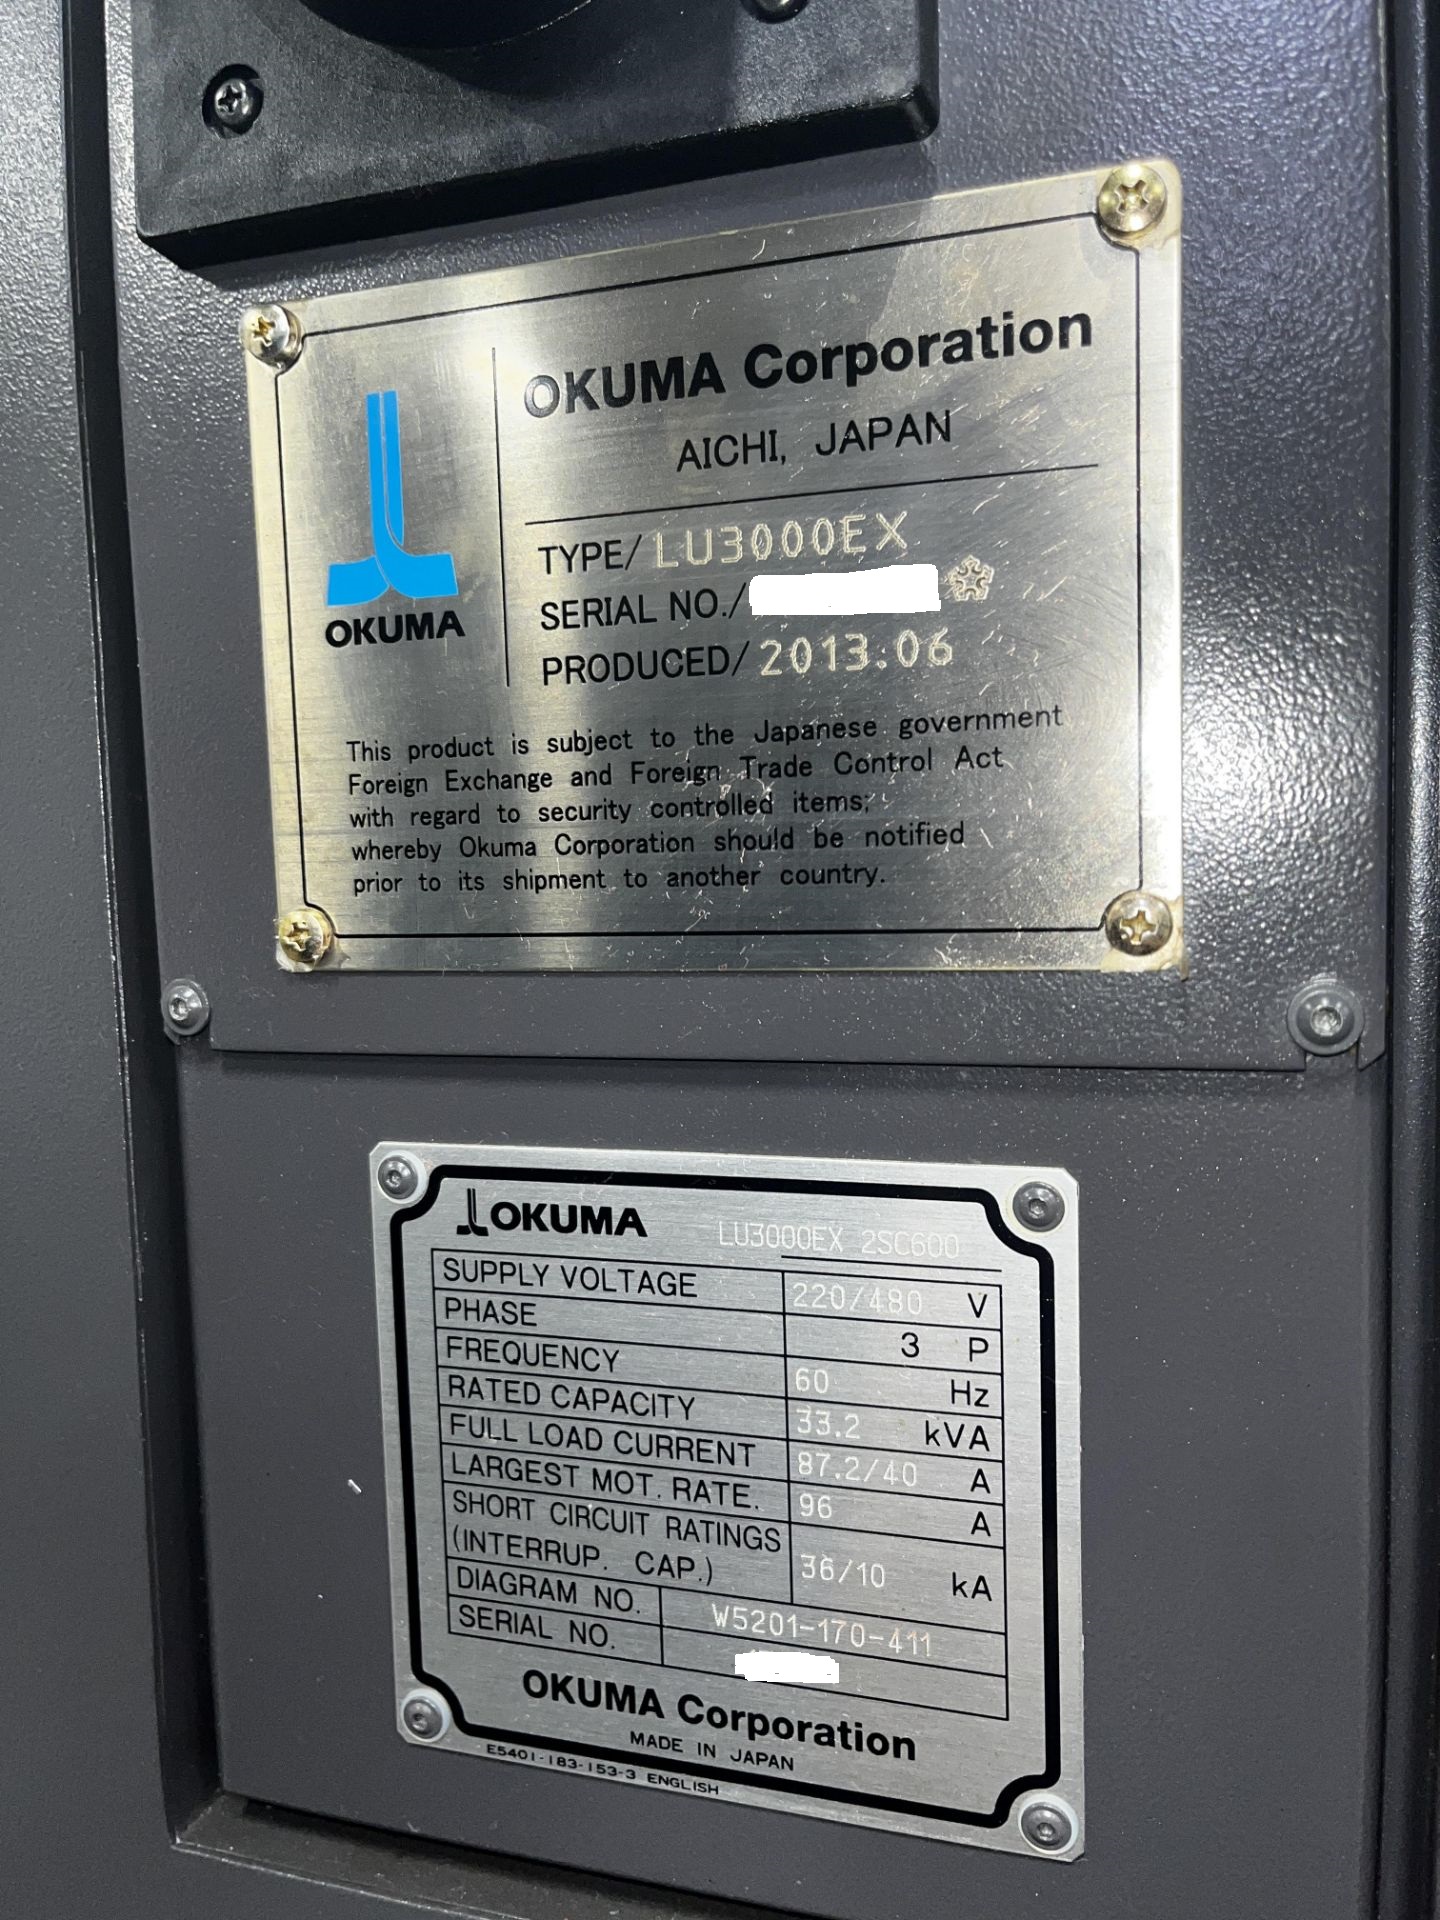 OKUMA Corporation
AICHI, JAPAN
OKUMA
TYPE/ LU3000EX
SERIAL NO./
PRODUCED/ 2013.06
This product is subject to the Japanese government
Foreign Exchange and Foreign Trade Control Act
with regard to security controlled items;
whereby Okuma Corporation should be notified
prior to its shipment to another country.
OKUMA LU3000EX 2SC600
SUPPLY VOLTAGE 220/480 V
PHASE 3 P
FREQUENCY 60 Hz
RATED CAPACITY 33.2 kVA
FULL LOAD CURRENT 87.2/40 A
LARGEST MOT. RATE. 96 A
SHORT CIRCUIT RATINGS
(INTERRUP. CAP.) 36/10 kA
DIAGRAM NO. W5201-170-411
SERIAL NO.
OKUMA Corporation
MADE IN JAPAN
E5401-183-153-3 ENGLISH